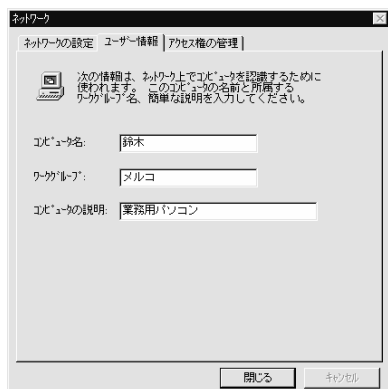 ネットワーク
ネットワークの設定 ユーザー情報 アクセス権の管理
次の情報は、ネットワーク上でコンピュータを認識するために
使われます。 このコンピュータの名前と所属する
ワークグループ名、簡単な説明を入力してください。
コンピュータ名: 鈴木
ワークグループ: メルコ
コンピュータの説明: 業務用パソコン
閉じる キャンセル